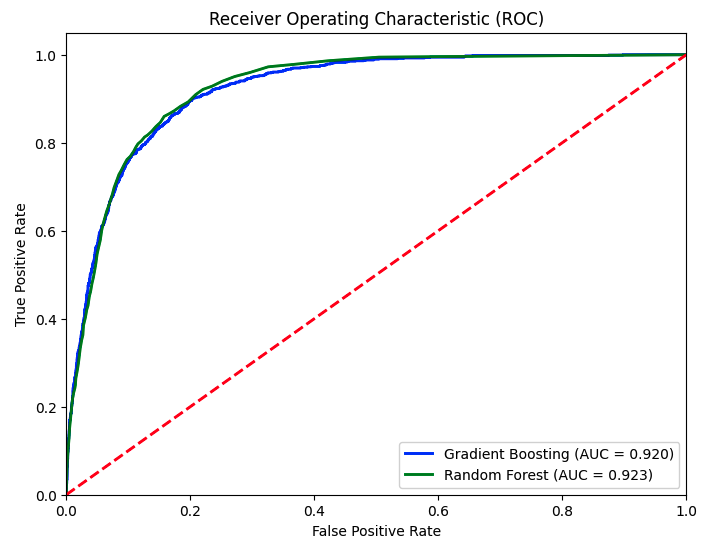 Receiver Operating Characteristic (ROC)
True Positive Rate
1.0
0.8
0.6
0.4
0.2
0.0
Gradient Boosting (AUC = 0.920)
Random Forest (AUC = 0.923)
0.0 0.2 0.4 0.6 0.8 1.0
False Positive Rate